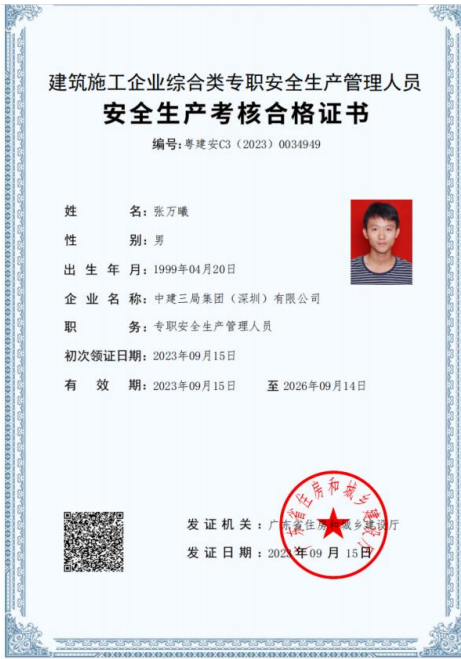 建筑施工企业综合类专职安全生产管理人员
安全生产考核合格证书
编号:粤建安C3（2023）0034949
姓 名:张万曦
性 别:男
出 生 年 月:1999年04月20日
企 业 名 称:中建三局集团（深圳）有限公司
职 务:专职安全生产管理人员
初次领证日期:2023年09月15日
有 效 期:2023年09月15日 至 2026年09月14日
发 证 机 关:广东省住房和城乡建设厅
发 证 日 期:2023年09月15日